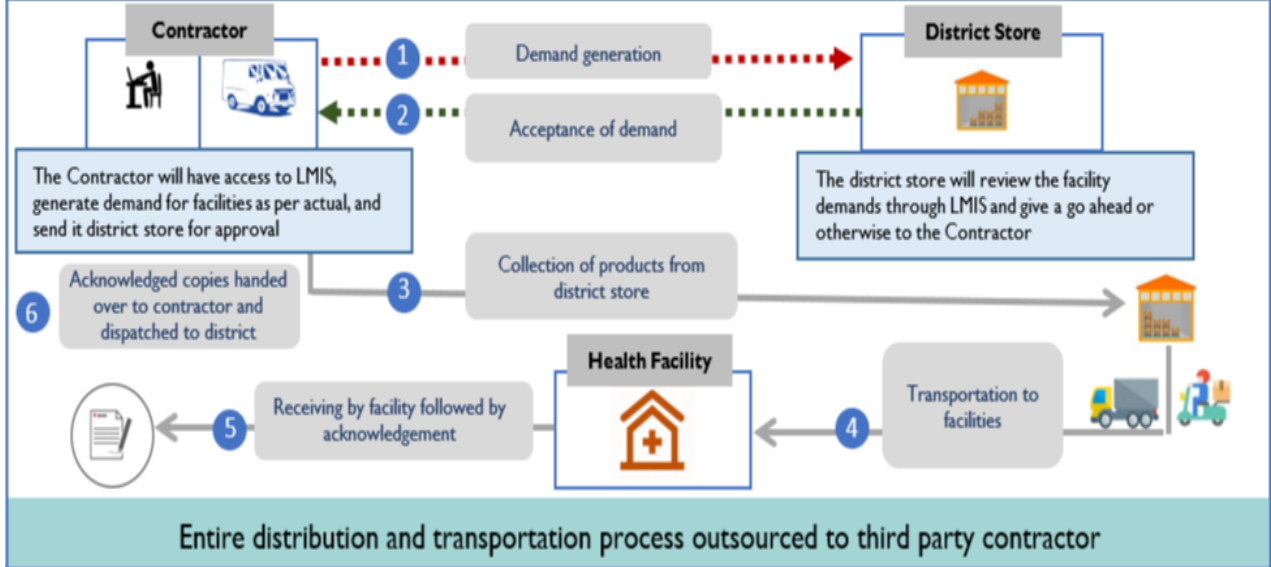 Contractor
District Store
1
Demand generation
2
Acceptance of demand
The Contractor will have access to LMIS,
generate demand for facilities as per actual, and
send it district store for approval
The district store will review the facility
demands through LMIS and give a go ahead or
otherwise to the Contractor
3
Collection of products from
district store
6
Acknowledged copies handed
over to contractor and
dispatched to district
Health Facility
4
Transportation to
facilities
5
Receiving by facility followed by
acknowledgement
Entire distribution and transportation process outsourced to third party contractor